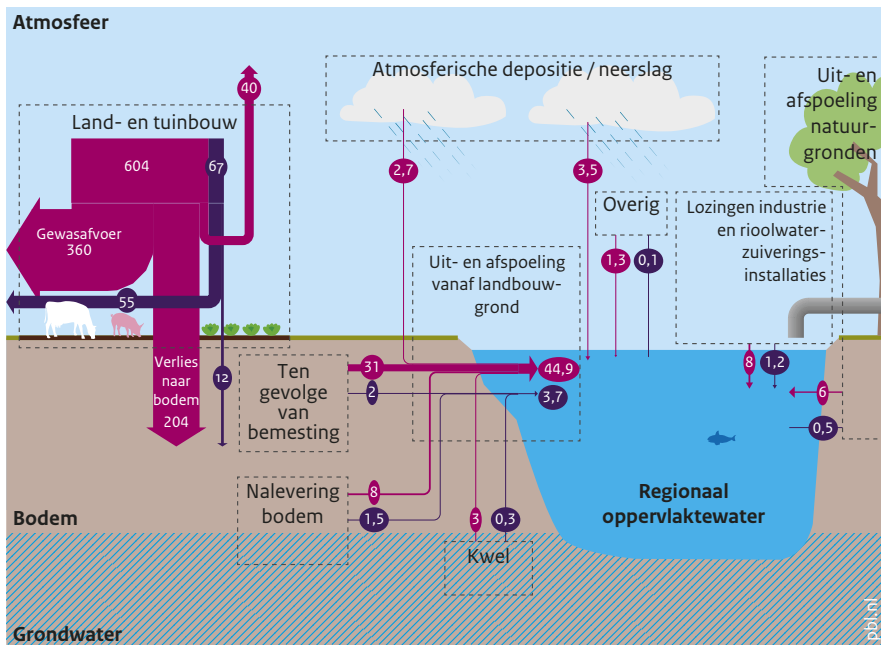 Atmosfeer
Atmosferische depositie / neerslag
Uit- en
afspoeling
natuur-
gronden
40
Land- en tuinbouw
604
67
2,7
3,5
Overig
Lozingen industrie
en rioolwater-
zuiverings-
installaties
Gewasafvoer
360
1,3
0,1
Uit- en afspoeling
vanaf landbouw-
grond
55
Verlies
naar
bodem
204
12
Ten
gevolge
van
bemesting
31
2
44,9
3,7
8
1,2
6
0,5
Nalevering
bodem
8
1,5
3
0,3
Kwel
Regionaal
oppervlaktewater
Bodem
Grondwater
pbl.nl